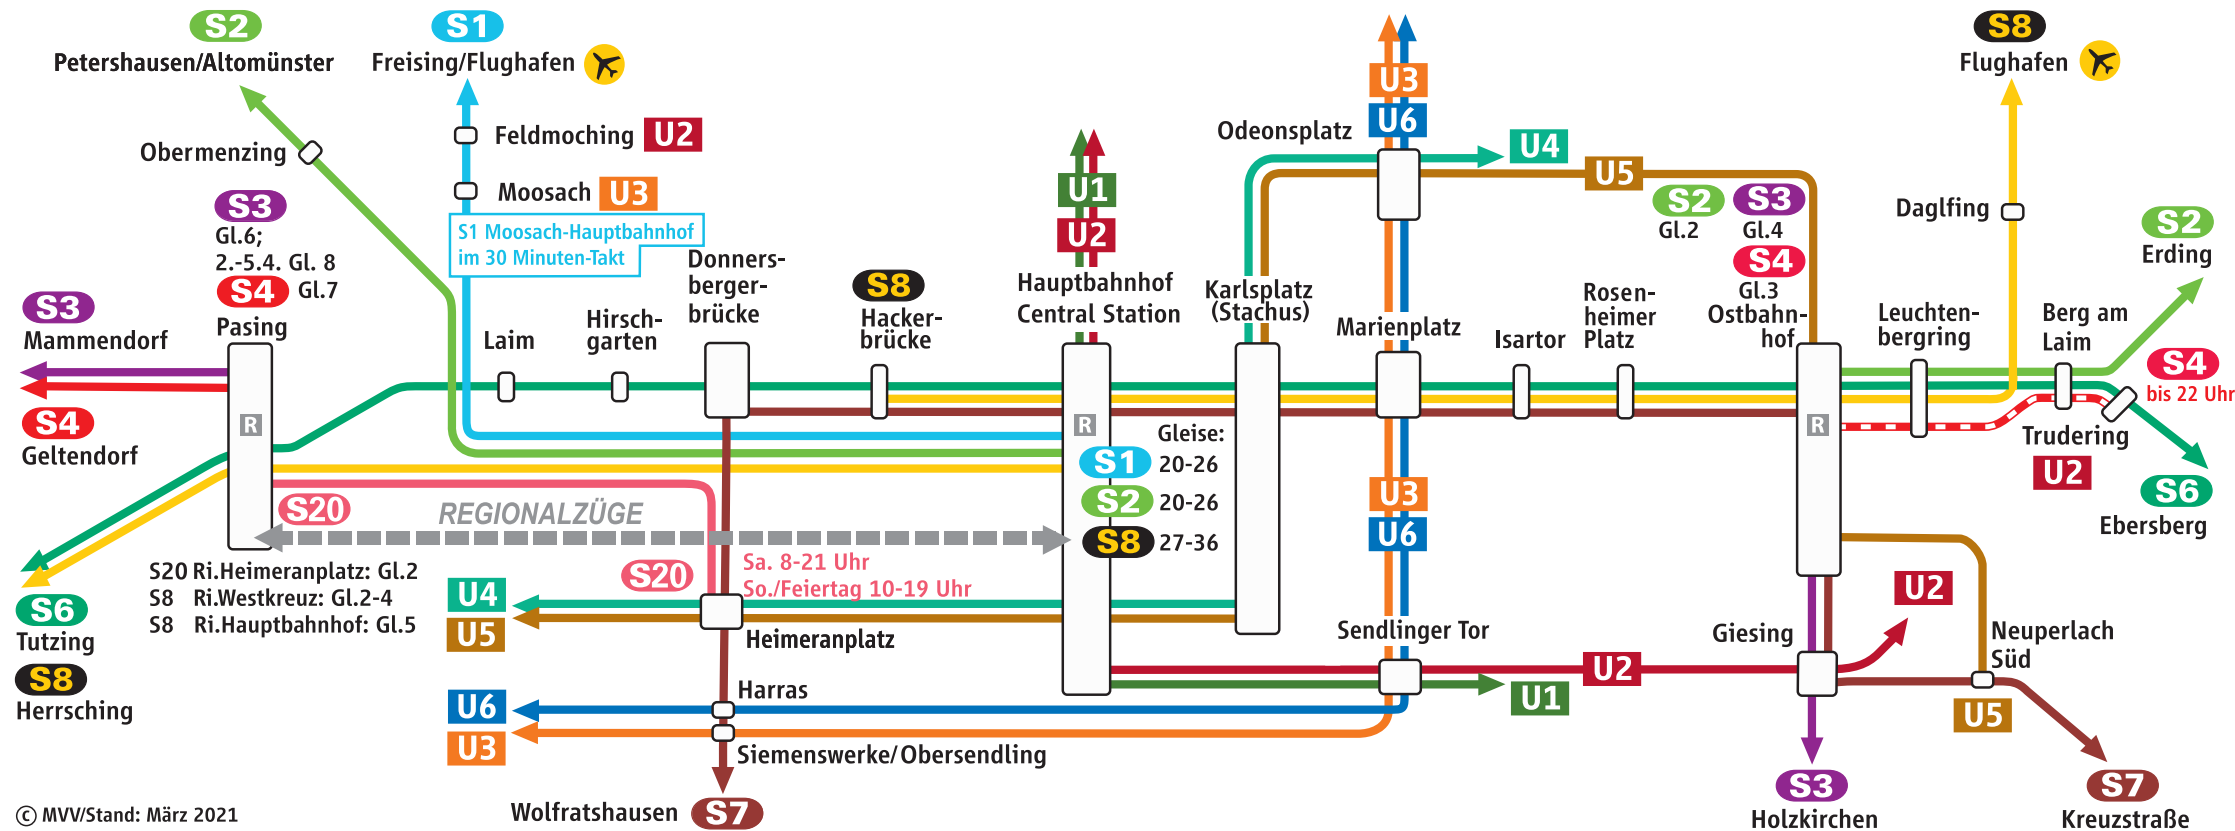 S2
Petershausen/Altomünster
S1
Freising/Flughafen
S8
Flughafen
Feldmoching U2
Obermenzing
Moosach U3
S1 Moosach-Hauptbahnhof
im 30 Minuten-Takt
S3
Gl.6;
2.-5.4. Gl. 8
S4 Gl.7
Pasing
S3
Mammendorf
S4
Geltendorf
Laim
Hirsch-
garten
Donners-
berger-
brücke
S8
Hacker-
brücke
U1
U2
Hauptbahnhof
Central Station
Karlsplatz
(Stachus)
U3
U6
Odeonsplatz
U4
U5
Marienplatz
Isartor
Rosen-
heimer
Platz
S2
Gl.2
S3
Gl.4
S4
Gl.3
Ostbahn-
hof
Daglfing
Leuchten-
bergring
Berg am
Laim
S2
Erding
S4
bis 22 Uhr
Trudering
U2
S6
Ebersberg
R
R
R
Gleise:
S1 20-26
S2 20-26
S8 27-36
S20
REGIONALZÜGE
S20 Ri.Heimeranplatz: Gl.2
S8 Ri.Westkreuz: Gl.2-4
S8 Ri.Hauptbahnhof: Gl.5
S20
Sa. 8-21 Uhr
So./Feiertag 10-19 Uhr
U3
U6
S6
Tutzing
S8
Herrsching
U4
U5
Heimeranplatz
Sendlinger Tor
U2
U1
Giesing
U2
Neuperlach
Süd
U5
U6
U3
Harras
Siemenswerke/Obersendling
Wolfratshausen S7
S3
Holzkirchen
S7
Kreuzstraße
© MVV/Stand: März 2021